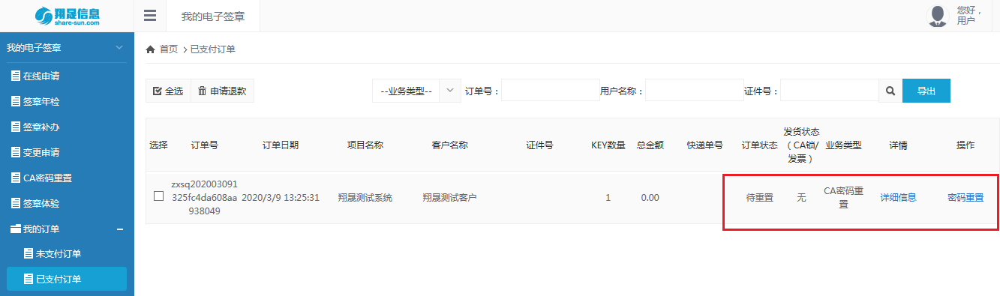 翔晟信息
share-sun.com
我的电子签章
您好，
用户
我的电子签章
在线申请
签章年检
签章补办
变更申请
CA密码重置
签章体验
我的订单
未支付订单
已支付订单
首页 > 已支付订单
全选 申请退款 --业务类型-- 订单号： 用户名称： 证件号： 导出
选择 订单号 订单日期 项目名称 客户名称 证件号 KEY数量 总金额 快递单号 订单状态 发货状态（CA锁/发票） 业务类型 详情 操作
zxsq202003091
325fc4da608aa
938049
2020/3/9 13:25:31 翔晟测试系统 翔晟测试客户 1 0.00 待重置 无 CA密码重置 详细信息 密码重置